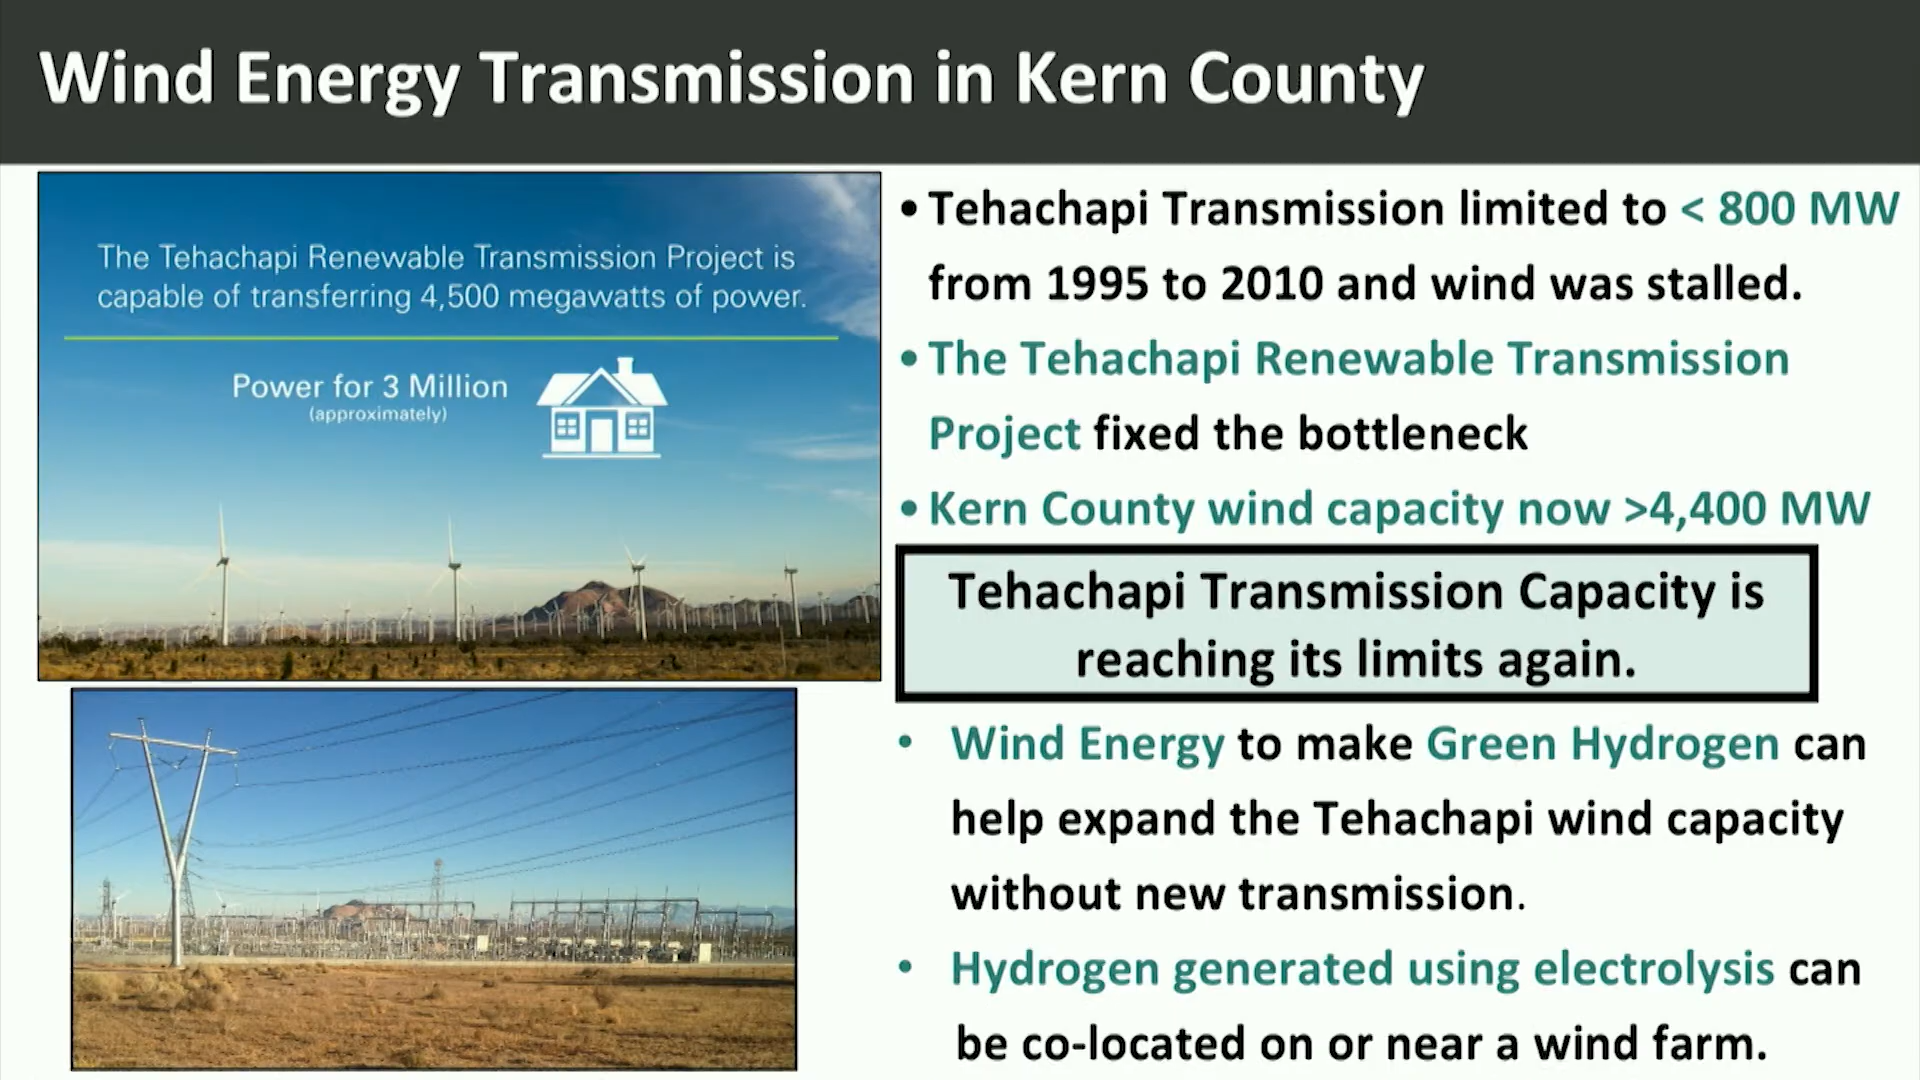 Wind Energy Transmission in Kern County
The Tehachapi Renewable Transmission Project is
capable of transferring 4,500 megawatts of power.
Power for 3 Million
(approximately)
• Tehachapi Transmission limited to < 800 MW
from 1995 to 2010 and wind was stalled.
• The Tehachapi Renewable Transmission
Project fixed the bottleneck
• Kern County wind capacity now >4,400 MW
Tehachapi Transmission Capacity is
reaching its limits again.
• Wind Energy to make Green Hydrogen can
help expand the Tehachapi wind capacity
without new transmission.
• Hydrogen generated using electrolysis can
be co-located on or near a wind farm.